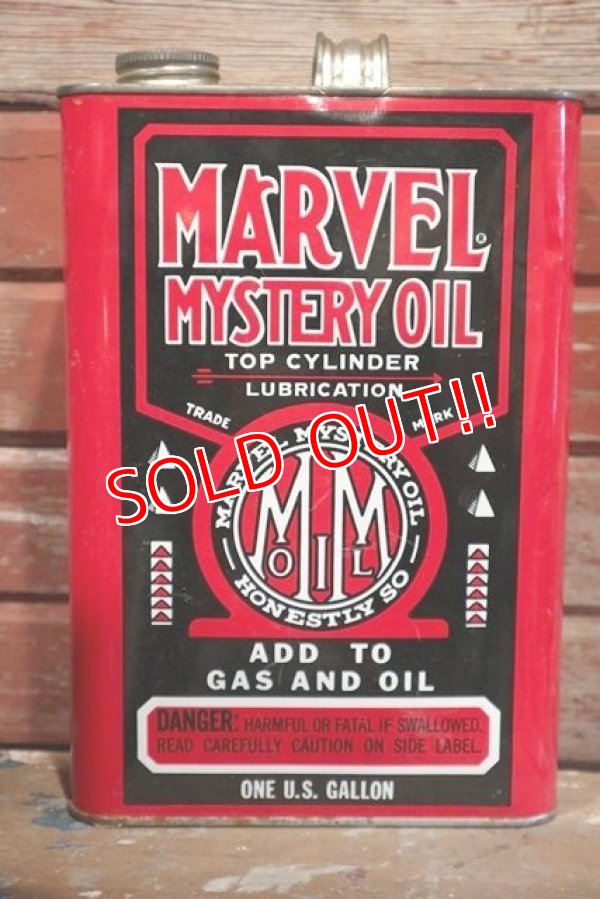 MARVEL®
MYSTERY OIL
TOP CYLINDER
LUBRICATION
TRADE MARK
SOLD OUT!!
MARVEL MYSTERY OIL
MM
OIL
HONESTLY SO
ADD TO
GAS AND OIL
DANGER: HARMFUL OR FATAL IF SWALLOWED.
READ CAREFULLY CAUTION ON SIDE LABEL.
ONE U.S. GALLON